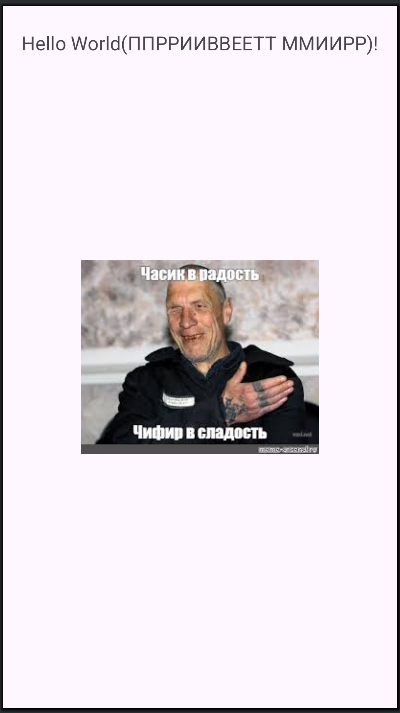 Hello World(ППРРИИВВЕЕТТ ММИИРР)!
Часик в радость
Чифир в сладость